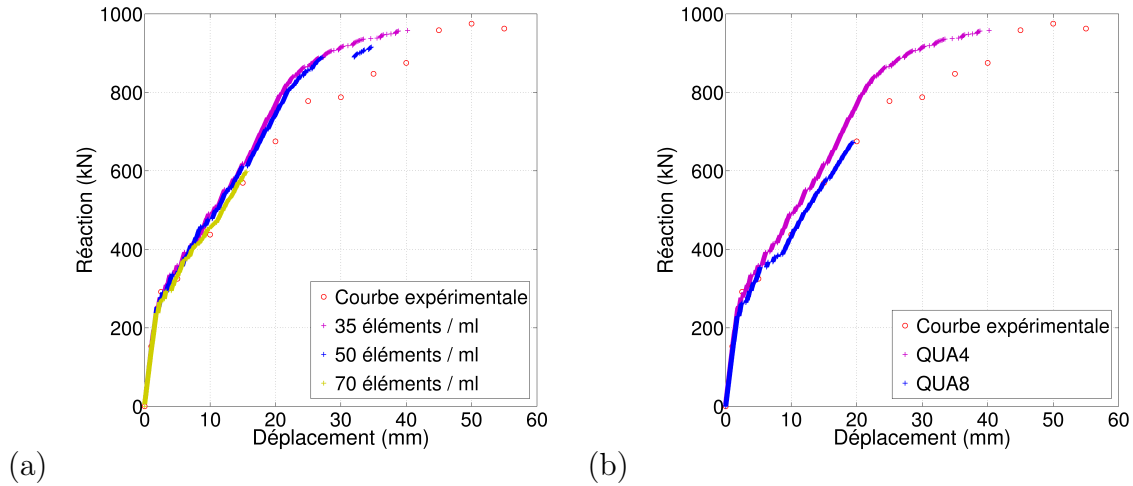 1000
800
600
400
200
0
Réaction (kN)
0 10 20 30 40 50 60
Déplacement (mm)
Courbe expérimentale
35 éléments / ml
50 éléments / ml
70 éléments / ml
(a)
1000
800
600
400
200
0
Réaction (kN)
0 10 20 30 40 50 60
Déplacement (mm)
Courbe expérimentale
QUA4
QUA8
(b)